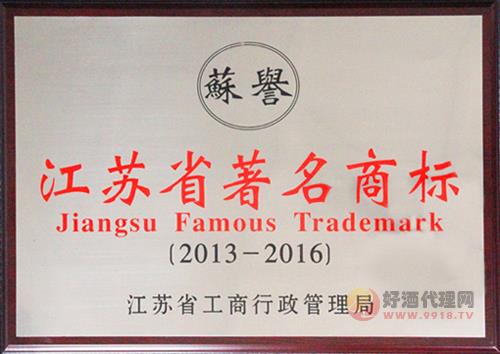 蘇譽
江苏省著名商标
Jiangsu Famous Trademark
(2013-2016)
江苏省工商行政管理局
好酒代理网
www.9918.TV